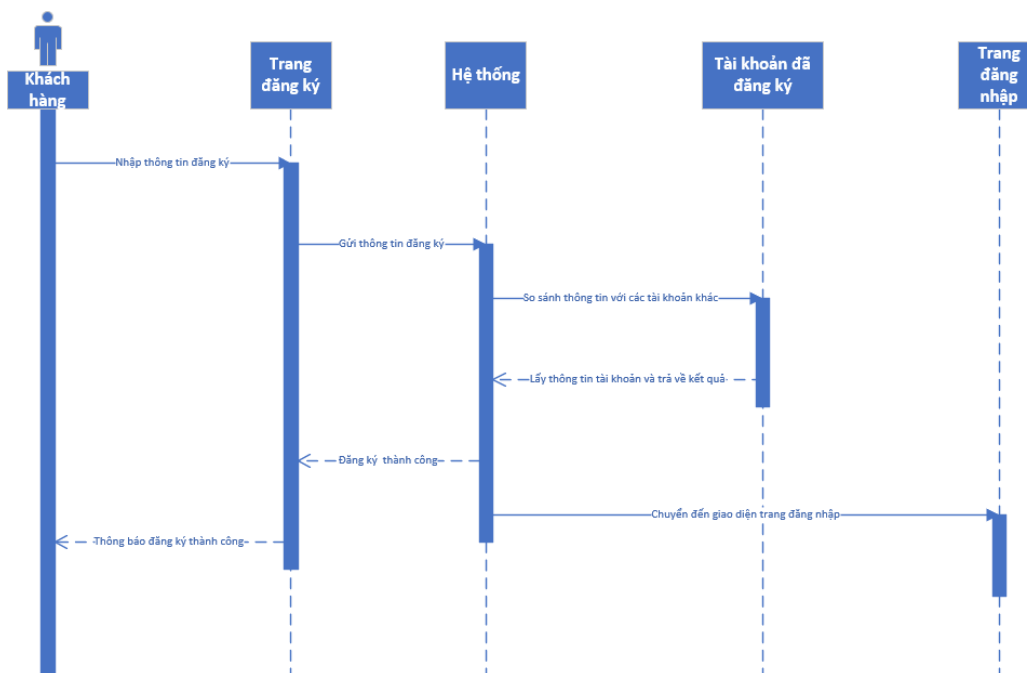 Khách
hàng
Trang
đăng ký
Hệ thống
Tài khoản đã
đăng ký
Trang
đăng
nhập
Nhập thông tin đăng ký
Gửi thông tin đăng ký
So sánh thông tin với các tài khoản khác
Lấy thông tin tài khoản và trả về kết quả
Đăng ký thành công
Chuyển đến giao diện trang đăng nhập
Thông báo đăng ký thành công